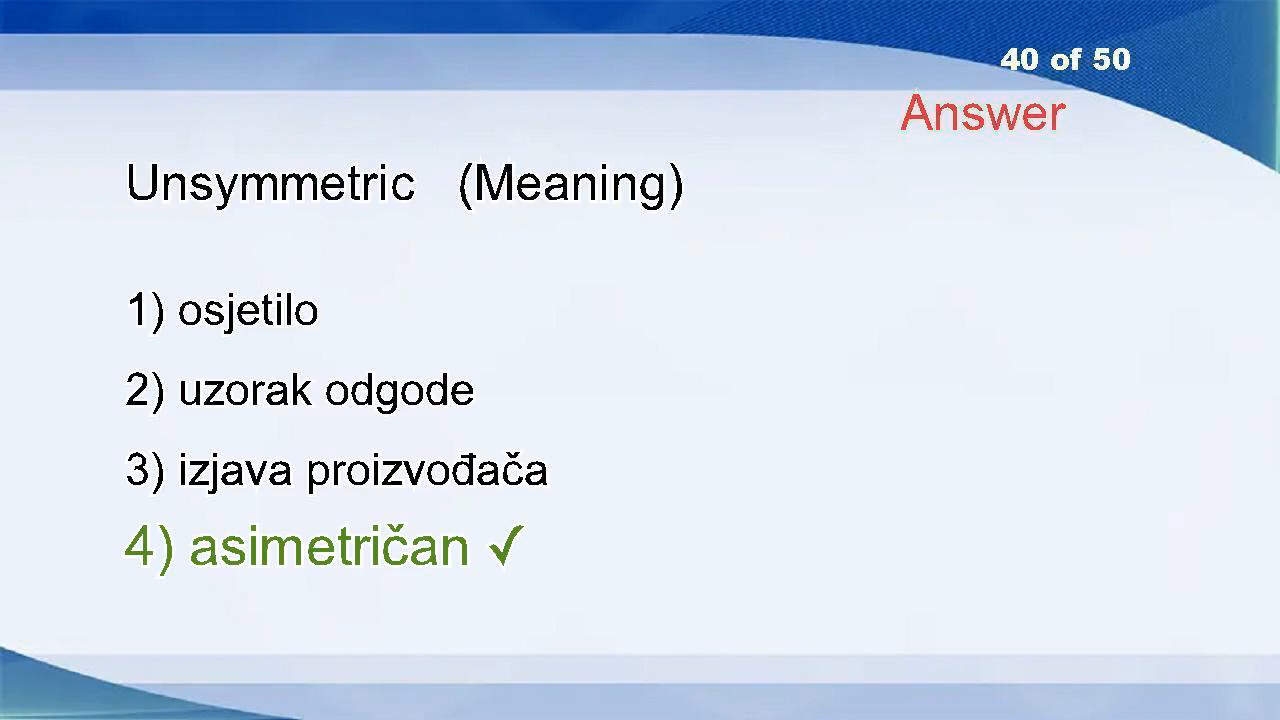 40 of 50
Answer
Unsymmetric (Meaning)
1) osjetilo
2) uzorak odgode
3) izjava proizvođača
4) asimetričan ✓